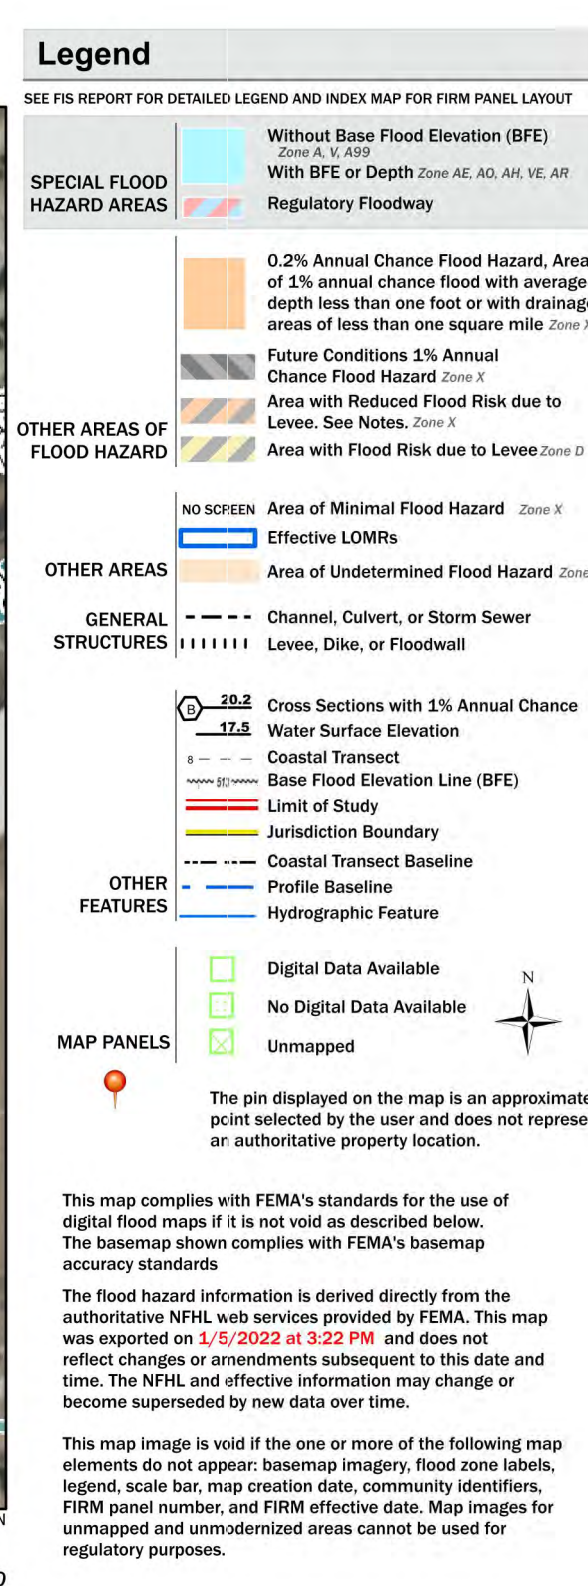 Legend
SEE FIS REPORT FOR DETAILED LEGEND AND INDEX MAP FOR FIRM PANEL LAYOUT
SPECIAL FLOOD
HAZARD AREAS
Without Base Flood Elevation (BFE)
Zone A, V, A99
With BFE or Depth Zone AE, AO, AH, VE, AR
Regulatory Floodway
OTHER AREAS OF
FLOOD HAZARD
0.2% Annual Chance Flood Hazard, Area
of 1% annual chance flood with average
depth less than one foot or with drainage
areas of less than one square mile Zone X
Future Conditions 1% Annual
Chance Flood Hazard Zone X
Area with Reduced Flood Risk due to
Levee. See Notes. Zone X
Area with Flood Risk due to Levee Zone D
OTHER AREAS
NO SCREEN Area of Minimal Flood Hazard Zone X
Effective LOMRs
Area of Undetermined Flood Hazard Zone
GENERAL
STRUCTURES
Channel, Culvert, or Storm Sewer
Levee, Dike, or Floodwall
OTHER
FEATURES
B 20.2 Cross Sections with 1% Annual Chance
17.5 Water Surface Elevation
8 Coastal Transect
513 Base Flood Elevation Line (BFE)
Limit of Study
Jurisdiction Boundary
Coastal Transect Baseline
Profile Baseline
Hydrographic Feature
MAP PANELS
Digital Data Available
No Digital Data Available
Unmapped
N
The pin displayed on the map is an approximate
point selected by the user and does not represe
an authoritative property location.
This map complies with FEMA's standards for the use of
digital flood maps if it is not void as described below.
The basemap shown complies with FEMA's basemap
accuracy standards
The flood hazard information is derived directly from the
authoritative NFHL web services provided by FEMA. This map
was exported on 1/5/2022 at 3:22 PM and does not
reflect changes or amendments subsequent to this date and
time. The NFHL and effective information may change or
become superseded by new data over time.
This map image is void if the one or more of the following map
elements do not appear: basemap imagery, flood zone labels,
legend, scale bar, map creation date, community identifiers,
FIRM panel number, and FIRM effective date. Map images for
unmapped and unmodernized areas cannot be used for
regulatory purposes.